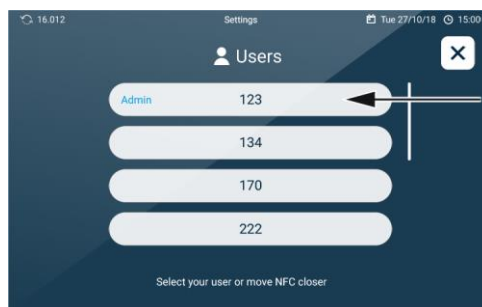 16.012 Settings Tue 27/10/18 15:00
Users
Admin 123
134
170
222
Select your user or move NFC closer